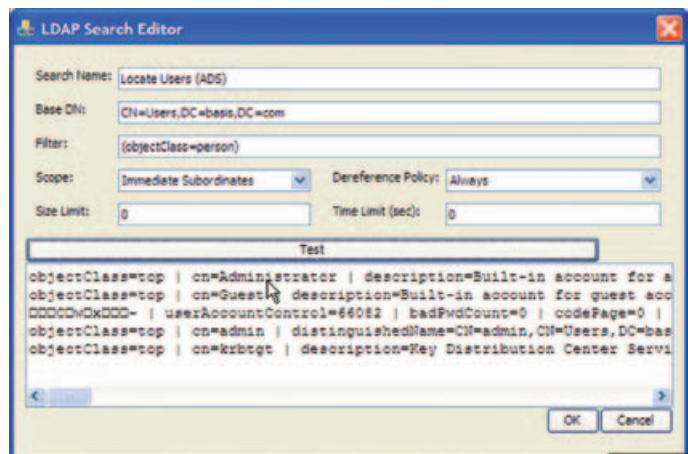 LDAP Search Editor
Search Name: Locate Users (ADS)
Base DN: CN=Users,DC=basis,DC=com
Filter: (objectClass=person)
Scope: Immediate Subordinates Dereference Policy: Always
Size Limit: 0 Time Limit (sec): 0
Test
objectClass=top | cn=Administrator | description=Built-in account for a
objectClass=top | cn=Guest description=Built-in account for guest acc
| userAccountControl=66082 | badPwdCount=0 | codePage=0 |
objectClass=top | cn=admin | distinguishedName=CN=admin,CN=Users,DC=bas
objectClass=top | cn=krbtgt | description=Key Distribution Center Servi
OK Cancel